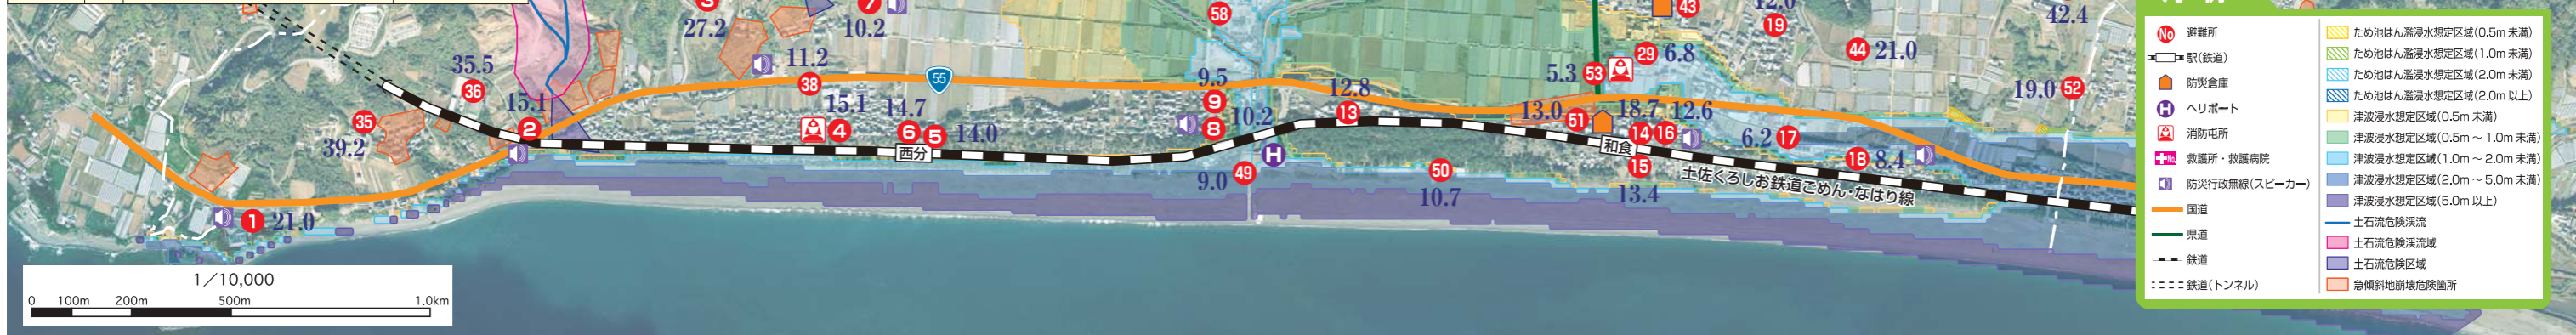 3
27.2
7
10.2
58
43
12.0
19
42.4
35.5
36
11.2
38
55
9.5
12.8
5.3
53
29
6.8
44
21.0
19.0
52
15.1
2
15.1
4
14.7
6
5
14.0
9
8
10.2
13
13.0
51
18.7
12.6
14
16
6.2
17
35
39.2
西分
H
和食
15
18
8.4
49
9.0
50
10.7
13.4
土佐くろしお鉄道ごめん・なはり線
1
21.0
1/10,000
0 100m 200m 500m 1.0km
No 避難所
駅(鉄道)
防災倉庫
H ヘリポート
消防屯所
No. 救護所・救護病院
防災行政無線(スピーカー)
国道
県道
鉄道
鉄道(トンネル)
ため池はん濫浸水想定区域(0.5m未満)
ため池はん濫浸水想定区域(1.0m未満)
ため池はん濫浸水想定区域(2.0m未満)
ため池はん濫浸水想定区域(2.0m以上)
津波浸水想定区域(0.5m未満)
津波浸水想定区域(0.5m～1.0m未満)
津波浸水想定区域(1.0m～2.0m未満)
津波浸水想定区域(2.0m～5.0m未満)
津波浸水想定区域(5.0m以上)
土石流危険渓流
土石流危険渓流域
土石流危険区域
急傾斜地崩壊危険箇所